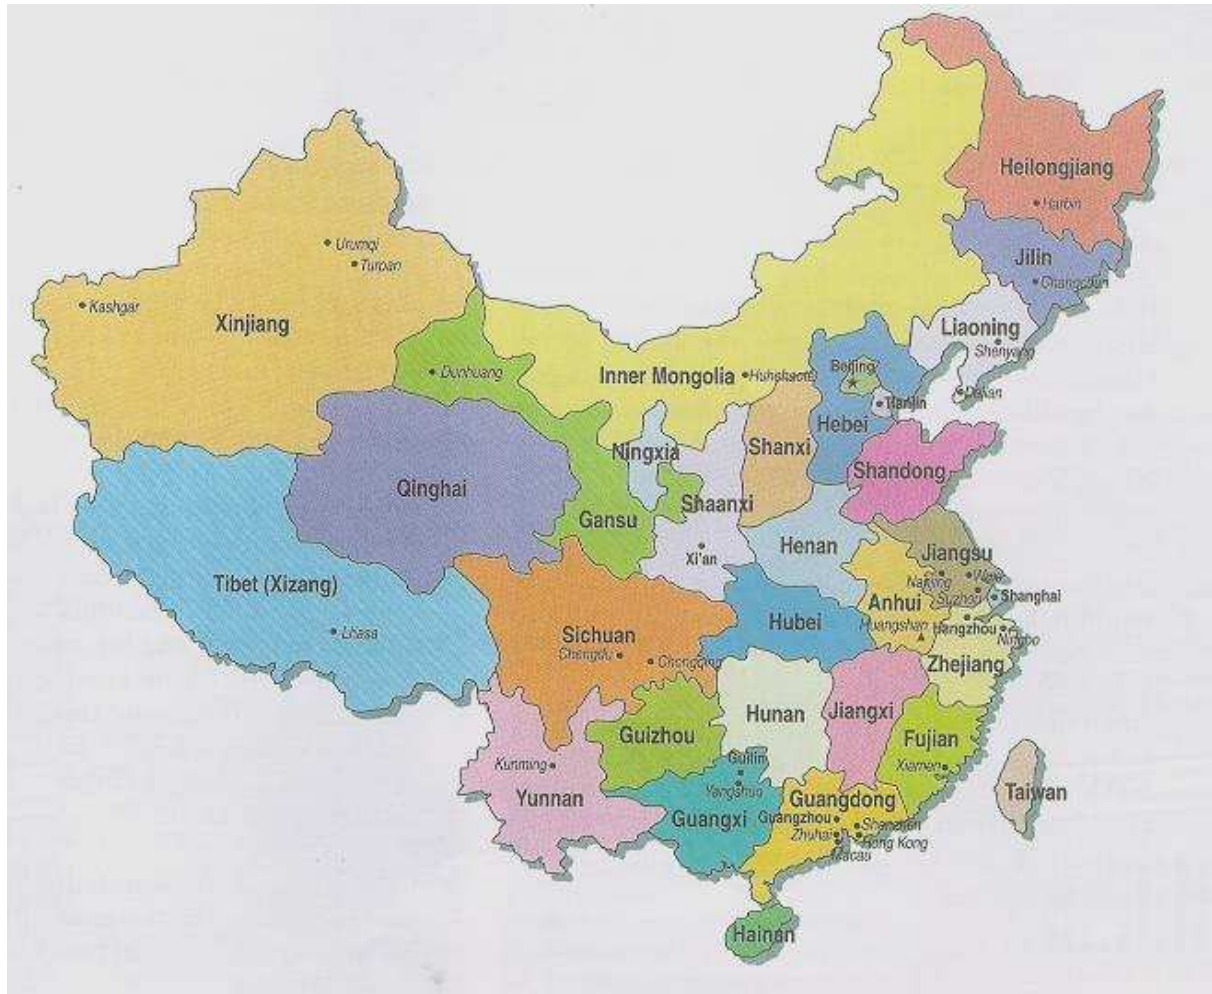 Heilongjiang
Harbin
Urumqi
Turpan
Jilin
Changchun
Kashgar
Xinjiang
Liaoning
Shenyang
Dunhuang
Inner Mongolia
Beijing
Dalian
Tianjin
Hebei
Shanxi
Ningxia
Shandong
Qinghai
Shaanxi
Gansu
Henan
Xi'an
Jiangsu
Tibet (Xizang)
Nanjing
Wuxi
Suzhou
Shanghai
Anhui
Hubei
Huangshan
Hangzhou
Ningbo
Lhasa
Sichuan
Chengdu
Chongqing
Zhejiang
Hunan
Jiangxi
Guizhou
Fujian
Guilin
Xiamen
Kunming
Yangshuo
Yunnan
Guangdong
Taiwan
Guangxi
Guangzhou
Shenzhen
Zhuhai
Hong Kong
Macau
Hainan